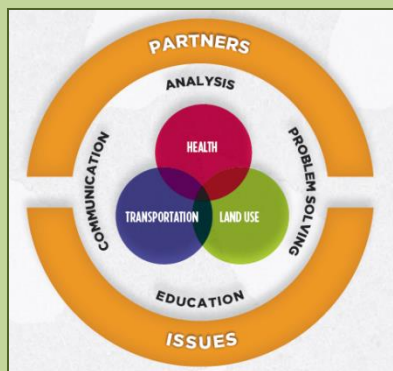 PARTNERS
ANALYSIS
COMMUNICATION
PROBLEM SOLVING
HEALTH
TRANSPORTATION
LAND USE
EDUCATION
ISSUES